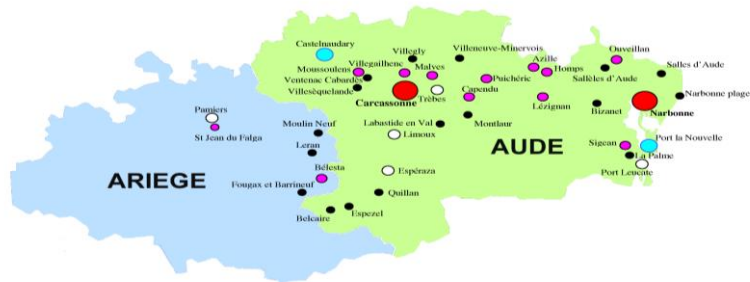 Castelnaudary
Villegly
Villeneuve-Minervois
Ouveillan
Villegailhenc
Malves
Azille
Moussoulens
Homps
Salles d'Aude
Ventenac Cabardès
Puichéric
Sallèles d'Aude
Villesèquelande
Trèbes
Capendu
Narbonne plage
Carcassonne
Lézignan
Bizanet
Pamiers
Narbonne
Labastide en Val
Montlaur
St Jean du Falga
Moulin Neuf
Limoux
AUDE
Sigean
Port la Nouvelle
Leran
La Palme
Bélesta
Espéraza
Port Leucate
ARIEGE
Fougax et Barrineuf
Quillan
Belcaire
Espezel